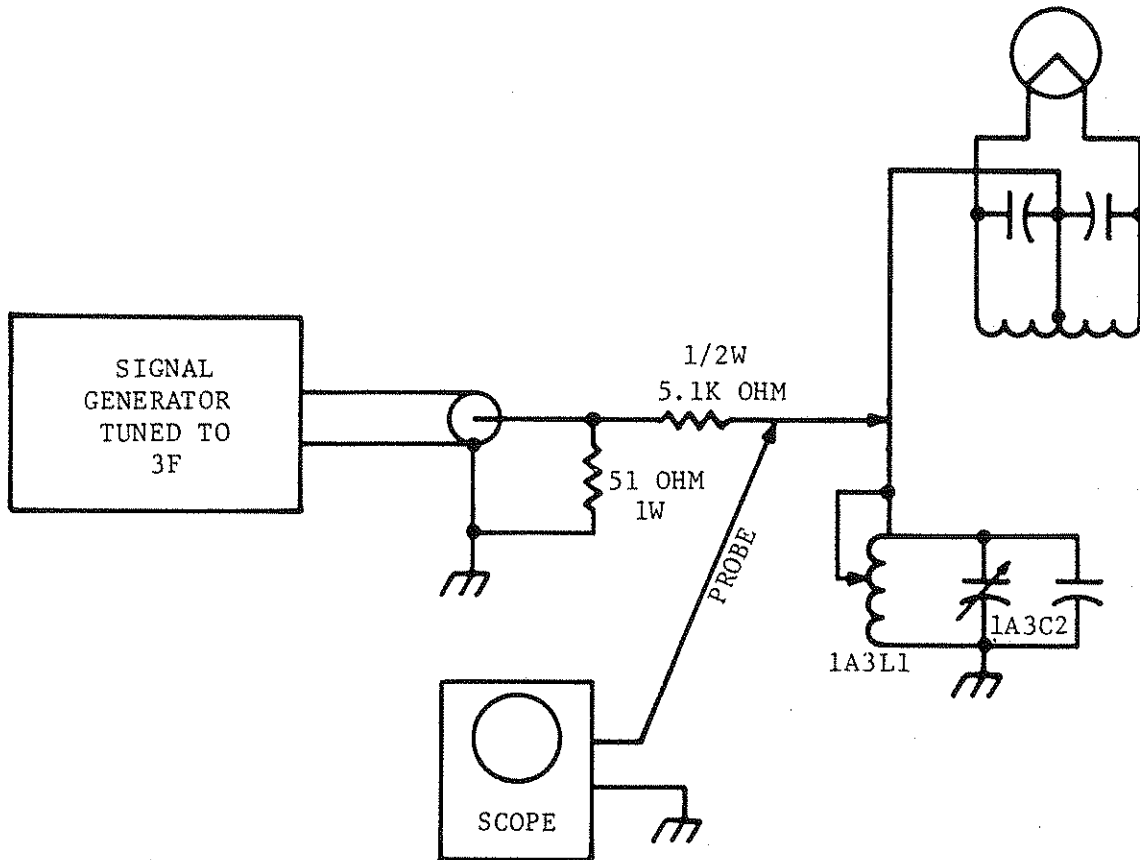 SIGNAL
GENERATOR
TUNED TO
3F
1/2W
5.1K OHM
51 OHM
1W
PROBE
1A3C2
1A3L1
SCOPE